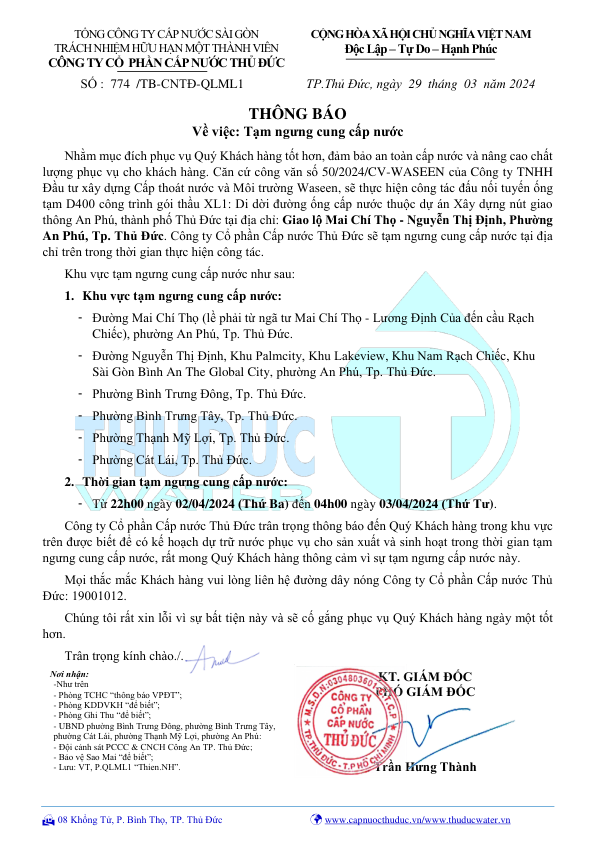 TỔNG CÔNG TY CẤP NƯỚC SÀI GÒN
TRÁCH NHIỆM HỮU HẠN MỘT THÀNH VIÊN
CÔNG TY CỔ PHẦN CẤP NƯỚC THỦ ĐỨC
SỐ : 774 /TB-CNTĐ-QLML1
CỘNG HÒA XÃ HỘI CHỦ NGHĨA VIỆT NAM
Độc Lập – Tự Do – Hạnh Phúc
TP.Thủ Đức, ngày 29 tháng 03 năm 2024
THÔNG BÁO
Về việc: Tạm ngưng cung cấp nước
Nhằm mục đích phục vụ Quý Khách hàng tốt hơn, đảm bảo an toàn cấp nước và nâng cao chất
lượng phục vụ cho khách hàng. Căn cứ công văn số 50/2024/CV-WASEEN của Công ty TNHH
Đầu tư xây dựng Cấp thoát nước và Môi trường Waseen, sẽ thực hiện công tác đấu nối tuyến ống
tạm D400 công trình gói thầu XL1: Di dời đường ống cấp nước thuộc dự án Xây dựng nút giao
thông An Phú, thành phố Thủ Đức tại địa chỉ: Giao lộ Mai Chí Thọ - Nguyễn Thị Định, Phường
An Phú, Tp. Thủ Đức. Công ty Cổ phần Cấp nước Thủ Đức sẽ tạm ngưng cung cấp nước tại địa
chỉ trên trong thời gian thực hiện công tác.
Khu vực tạm ngưng cung cấp nước như sau:
1. Khu vực tạm ngưng cung cấp nước:
- Đường Mai Chí Thọ (lề phải từ ngã tư Mai Chí Thọ - Lương Định Của đến cầu Rạch
Chiếc), phường An Phú, Tp. Thủ Đức.
- Đường Nguyễn Thị Định, Khu Palmcity, Khu Lakeview, Khu Nam Rạch Chiếc, Khu
Sài Gòn Bình An The Global City, phường An Phú, Tp. Thủ Đức.
- Phường Bình Trưng Đông, Tp. Thủ Đức.
- Phường Bình Trưng Tây, Tp. Thủ Đức.
- Phường Thạnh Mỹ Lợi, Tp. Thủ Đức.
- Phường Cát Lái, Tp. Thủ Đức.
THUDUC
WATER
2. Thời gian tạm ngưng cung cấp nước:
- Từ 22h00 ngày 02/04/2024 (Thứ Ba) đến 04h00 ngày 03/04/2024 (Thứ Tư).
Công ty Cổ phần Cấp nước Thủ Đức trân trọng thông báo đến Quý Khách hàng trong khu vực
trên được biết để có kế hoạch dự trữ nước phục vụ cho sản xuất và sinh hoạt trong thời gian tạm
ngưng cung cấp nước, rất mong Quý Khách hàng thông cảm vì sự tạm ngưng cấp nước này.
Mọi thắc mắc Khách hàng vui lòng liên hệ đường dây nóng Công ty Cổ phần Cấp nước Thủ
Đức: 19001012.
Chúng tôi rất xin lỗi vì sự bất tiện này và sẽ cố gắng phục vụ Quý Khách hàng ngày một tốt
hơn.
Trân trọng kính chào./.
Nơi nhận:
-Như trên
- Phòng TCHC “thông báo VPĐT”;
- Phòng KDDVKH “để biết”;
- Phòng Ghi Thu “để biết”;
- UBND phường Bình Trưng Đông, phường Bình Trưng Tây,
phường Cát Lái, phường Thạnh Mỹ Lợi, phường An Phú:
- Đội cảnh sát PCCC & CNCH Công An TP. Thủ Đức;
- Báo vệ Sao Mai “để biết”;
- Lưu: VT, P.QLML1 “Thien.NH”.
KT. GIÁM ĐỐC
PHÓ GIÁM ĐỐC
M.S.D.N:0304803601-C.T.C.P
CÔNG TY
CỔ PHẦN
CẤP NƯỚC
THỦ ĐỨC
TP.THỦ ĐỨC-T.PHỐ HỒ CHÍ MINH
Trần Hưng Thành
08 Khổng Tử, P. Bình Thọ, TP. Thủ Đức
www.capnuocthuduc.vn/www.thuducwater.vn